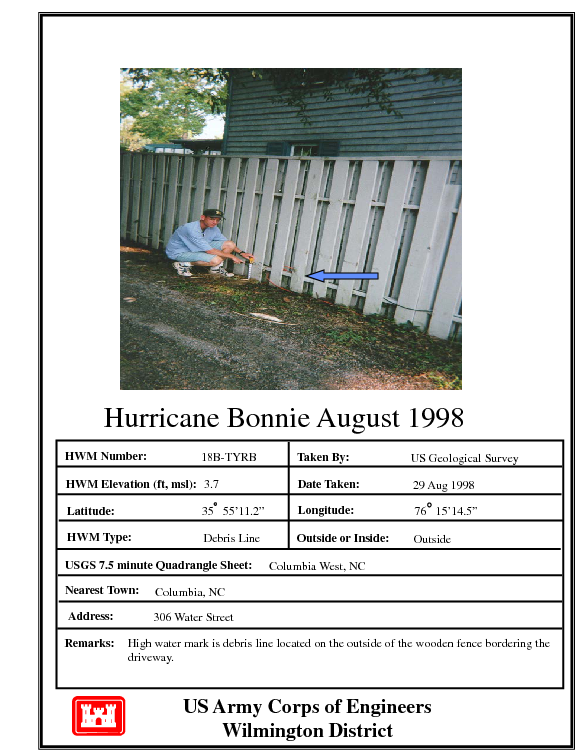 Hurricane Bonnie August 1998
HWM Number: 18B-TYRB Taken By: US Geological Survey
HWM Elevation (ft, msl): 3.7 Date Taken: 29 Aug 1998
Latitude: 35° 55’11.2” Longitude: 76° 15’14.5”
HWM Type: Debris Line Outside or Inside: Outside
USGS 7.5 minute Quadrangle Sheet: Columbia West, NC
Nearest Town: Columbia, NC
Address: 306 Water Street
Remarks: High water mark is debris line located on the outside of the wooden fence bordering the
driveway.
US Army Corps of Engineers
Wilmington District